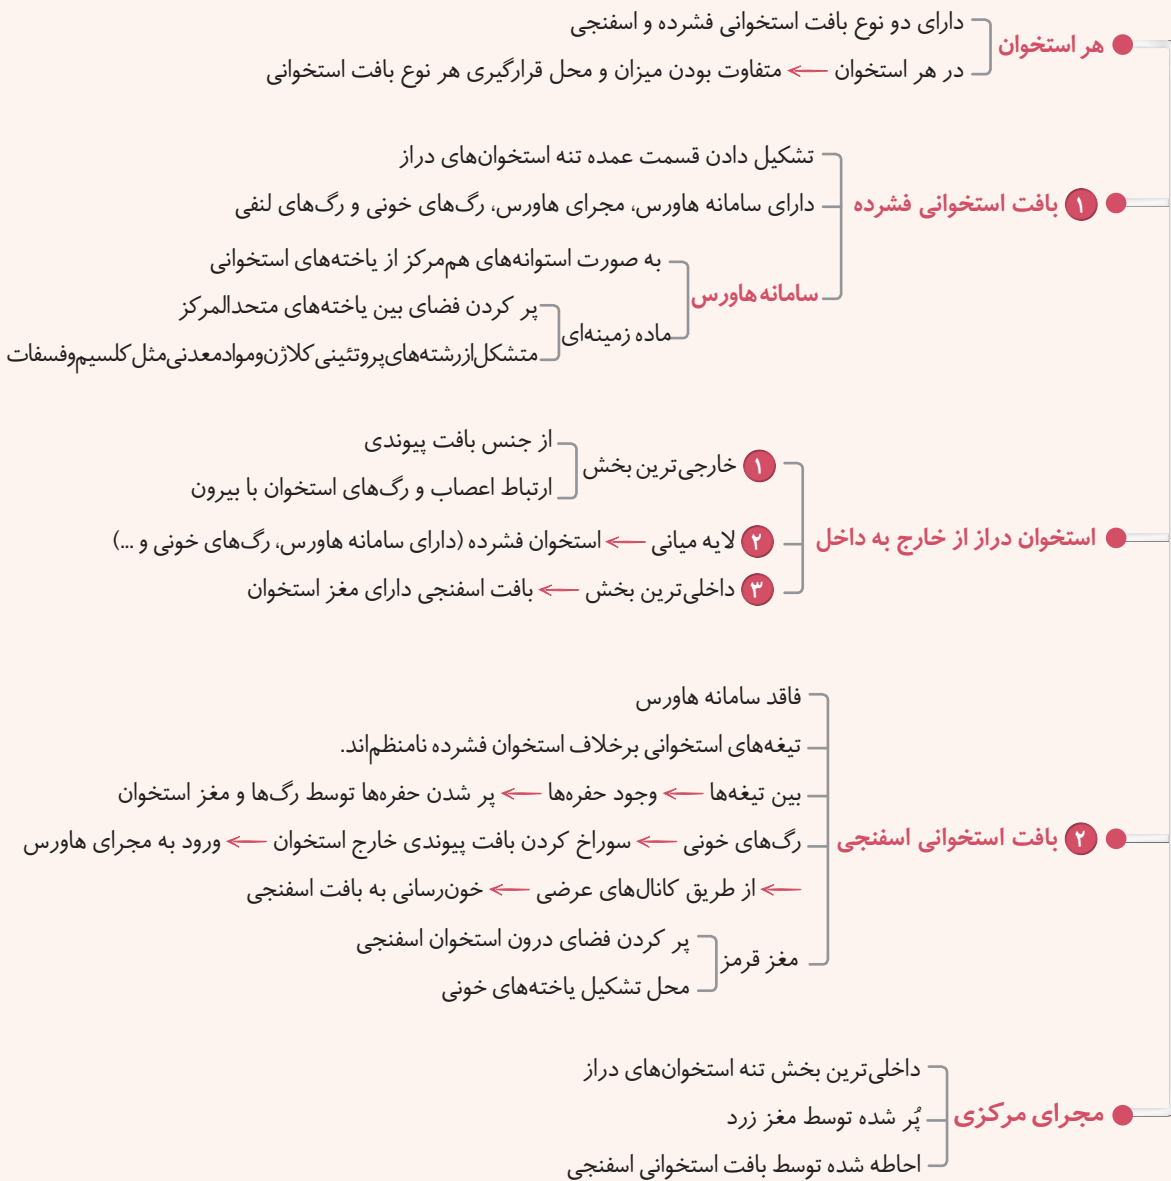 هر استخوان
دارای دو نوع بافت استخوانی فشرده و اسفنجی
در هر استخوان ← متفاوت بودن میزان و محل قرارگیری هر نوع بافت استخوانی
۱ بافت استخوانی فشرده
تشکیل دادن قسمت عمده تنه استخوان‌های دراز
دارای سامانه هاورس، مجرای هاورس، رگ‌های خونی و رگ‌های لنفی
سامانه هاورس
به صورت استوانه‌های هم‌مرکز از یاخته‌های استخوانی
ماده زمینه‌ای
پر کردن فضای بین یاخته‌های متحدالمرکز
متشکل از رشته‌های پروتئینی کلاژن و مواد معدنی مثل کلسیم و فسفات
استخوان دراز از خارج به داخل
۱ خارجی‌ترین بخش
از جنس بافت پیوندی
ارتباط اعصاب و رگ‌های استخوان با بیرون
۲ لایه میانی ← استخوان فشرده (دارای سامانه هاورس، رگ‌های خونی و ...)
۳ داخلی‌ترین بخش ← بافت اسفنجی دارای مغز استخوان
۲ بافت استخوانی اسفنجی
فاقد سامانه هاورس
تیغه‌های استخوانی برخلاف استخوان فشرده نامنظم‌اند.
بین تیغه‌ها ← وجود حفره‌ها ← پر شدن حفره‌ها توسط رگ‌ها و مغز استخوان
رگ‌های خونی ← سوراخ کردن بافت پیوندی خارج استخوان ← ورود به مجرای هاورس
← از طریق کانال‌های عرضی ← خون‌رسانی به بافت اسفنجی
مغز قرمز
پر کردن فضای درون استخوان اسفنجی
محل تشکیل یاخته‌های خونی
مجرای مرکزی
داخلی‌ترین بخش تنه استخوان‌های دراز
پُر شده توسط مغز زرد
احاطه شده توسط بافت استخوانی اسفنجی